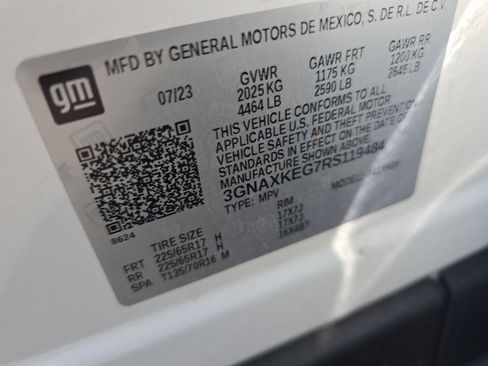 MFD BY GENERAL MOTORS DE MEXICO, S. DE R.L. DE C.V.
gm
07/23
GVWR
2025 KG
4464 LB
GAWR FRT
1175 KG
2590 LB
GAWR RR
1200 KG
2645 LB
THIS VEHICLE CONFORMS TO ALL
APPLICABLE U.S. FEDERAL MOTOR
VEHICLE SAFETY AND THEFT PREVENTION
STANDARDS IN EFFECT ON THE DATE OF
MANUFACTURE SHOWN ABOVE.
3GNAXKEG7RS119484
TYPE: MPV
MODEL:
8624
TIRE SIZE
RIM
FRT 225/65R17 H 17X7J
RR 225/65R17 H 17X7J
SPA T135/70R16 M 16X4BT